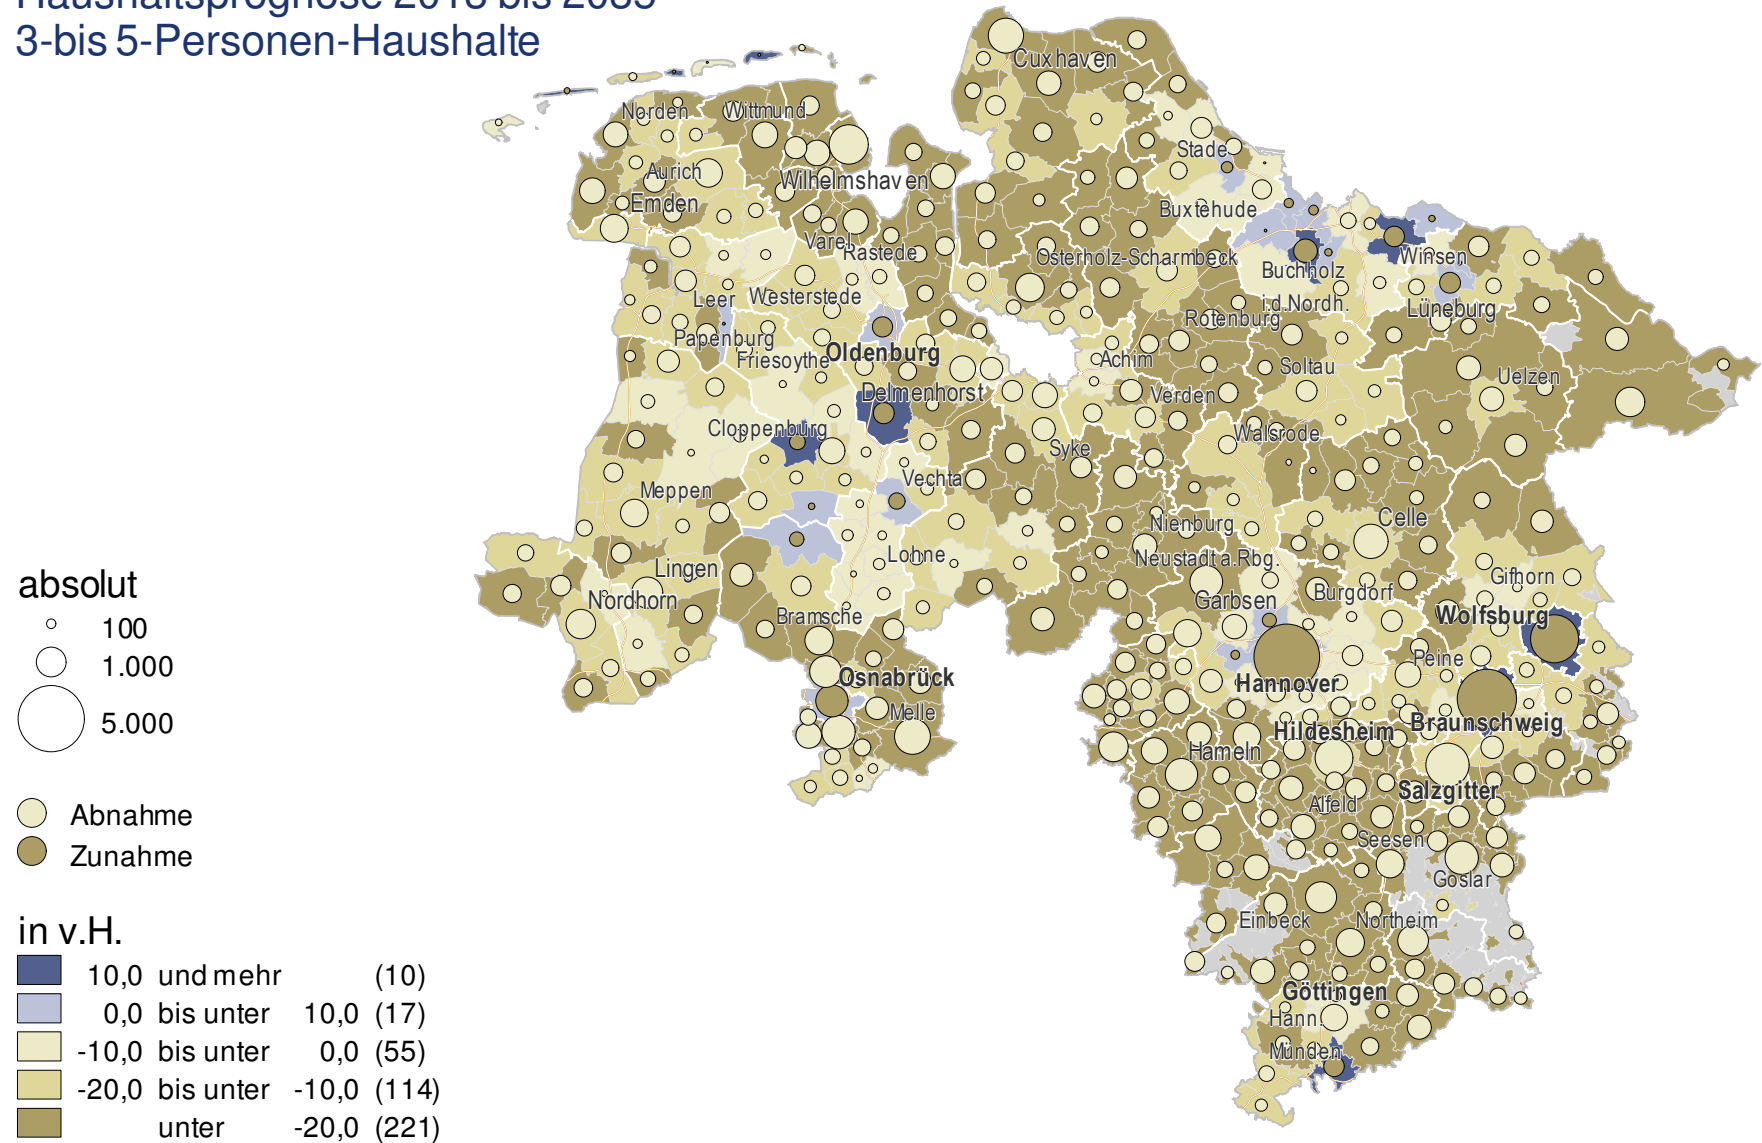 Haushaltsprognose 2018 bis 2035
3-bis 5-Personen-Haushalte
Cuxhaven
Norden
Wittmund
Stade
Aurich
Wilhelmshaven
Emden
Buxtehude
Varel
Rastede
Osterholz-Scharmbeck
Winsen
Buchholz
i.d.Nordh.
Leer
Westerstede
Lüneburg
Rotenburg
Papenburg
Friesoythe
Oldenburg
Achim
Soltau
Uelzen
Delmenhorst
Verden
Cloppenburg
Walsrode
Syke
Vechta
Meppen
Celle
Nienburg
Lohne
Neustadt a.Rbg.
Lingen
Gifhorn
Nordhorn
Garbsen
Burgdorf
Bramsche
Wolfsburg
Peine
Osnabrück
Hannover
Melle
Braunschweig
Hildesheim
Hameln
Salzgitter
Alfeld
Seesen
Goslar
Einbeck
Northeim
Göttingen
Hann.
Münden
absolut
100
1.000
5.000
Abnahme
Zunahme
in v.H.
10,0 und mehr (10)
0,0 bis unter 10,0 (17)
-10,0 bis unter 0,0 (55)
-20,0 bis unter -10,0 (114)
unter -20,0 (221)